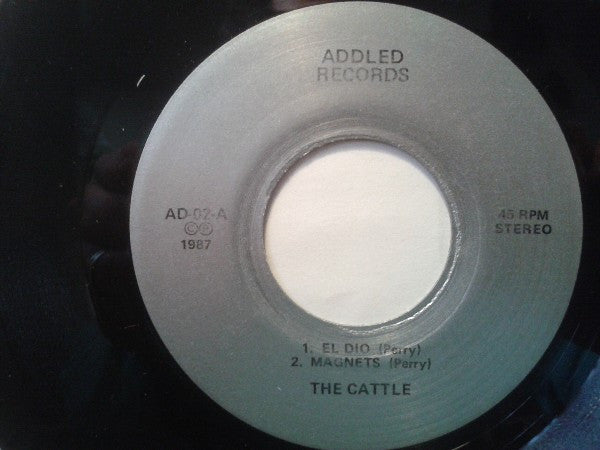 ADDLED
RECORDS
AD-02-A
©℗
1987
45 RPM
STEREO
1. EL DIO (Perry)
2. MAGNETS (Perry)
THE CATTLE